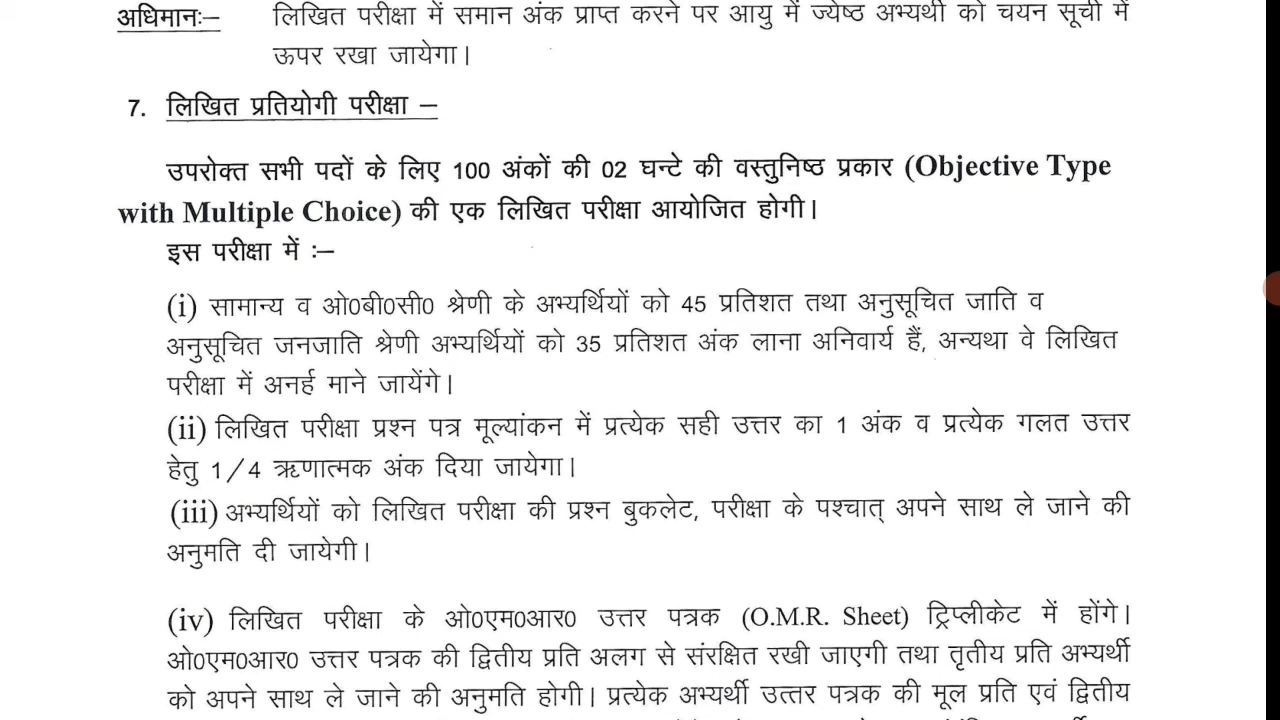 अधिमानः– लिखित परीक्षा में समान अंक प्राप्त करने पर आयु में ज्येष्ठ अभ्यर्थी को चयन सूची में
ऊपर रखा जायेगा।
7. लिखित प्रतियोगी परीक्षा –
उपरोक्त सभी पदों के लिए 100 अंकों की 02 घन्टे की वस्तुनिष्ठ प्रकार (Objective Type
with Multiple Choice) की एक लिखित परीक्षा आयोजित होगी।
इस परीक्षा में :–
(i) सामान्य व ओ0बी0सी0 श्रेणी के अभ्यर्थियों को 45 प्रतिशत तथा अनुसूचित जाति व
अनुसूचित जनजाति श्रेणी अभ्यर्थियों को 35 प्रतिशत अंक लाना अनिवार्य हैं, अन्यथा वे लिखित
परीक्षा में अनर्ह माने जायेंगे।
(ii) लिखित परीक्षा प्रश्न पत्र मूल्यांकन में प्रत्येक सही उत्तर का 1 अंक व प्रत्येक गलत उत्तर
हेतु 1/4 ऋणात्मक अंक दिया जायेगा।
(iii) अभ्यर्थियों को लिखित परीक्षा की प्रश्न बुकलेट, परीक्षा के पश्चात् अपने साथ ले जाने की
अनुमति दी जायेगी।
(iv) लिखित परीक्षा के ओ0एम0आर0 उत्तर पत्रक (O.M.R. Sheet) ट्रिप्लीकेट में होंगे।
ओ0एम0आर0 उत्तर पत्रक की द्वितीय प्रति अलग से संरक्षित रखी जाएगी तथा तृतीय प्रति अभ्यर्थी
को अपने साथ ले जाने की अनुमति होगी। प्रत्येक अभ्यर्थी उत्तर पत्रक की मूल प्रति एवं द्वितीय